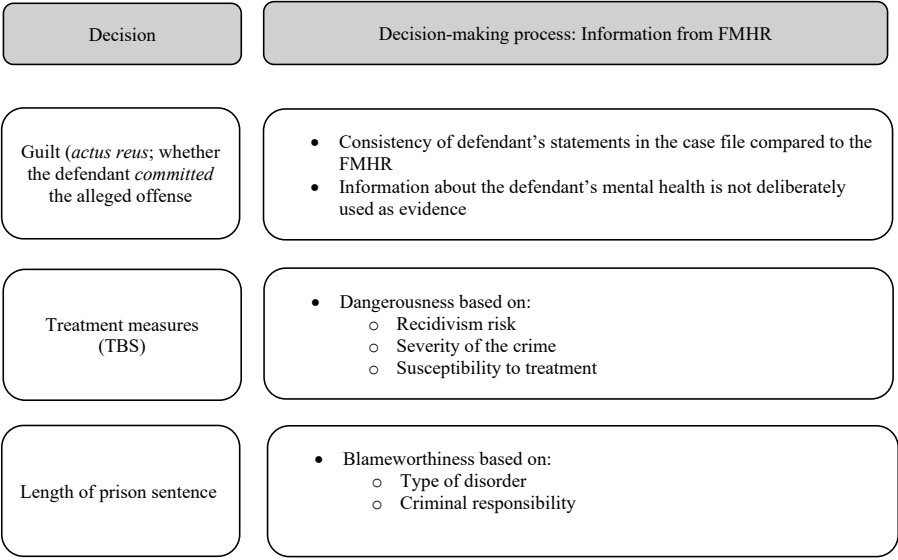 Decision
Decision-making process: Information from FMHR
Guilt (actus reus; whether
the defendant committed
the alleged offense
• Consistency of defendant’s statements in the case file compared to the
FMHR
• Information about the defendant’s mental health is not deliberately
used as evidence
Treatment measures
(TBS)
• Dangerousness based on:
o Recidivism risk
o Severity of the crime
o Susceptibility to treatment
Length of prison sentence
• Blameworthiness based on:
o Type of disorder
o Criminal responsibility